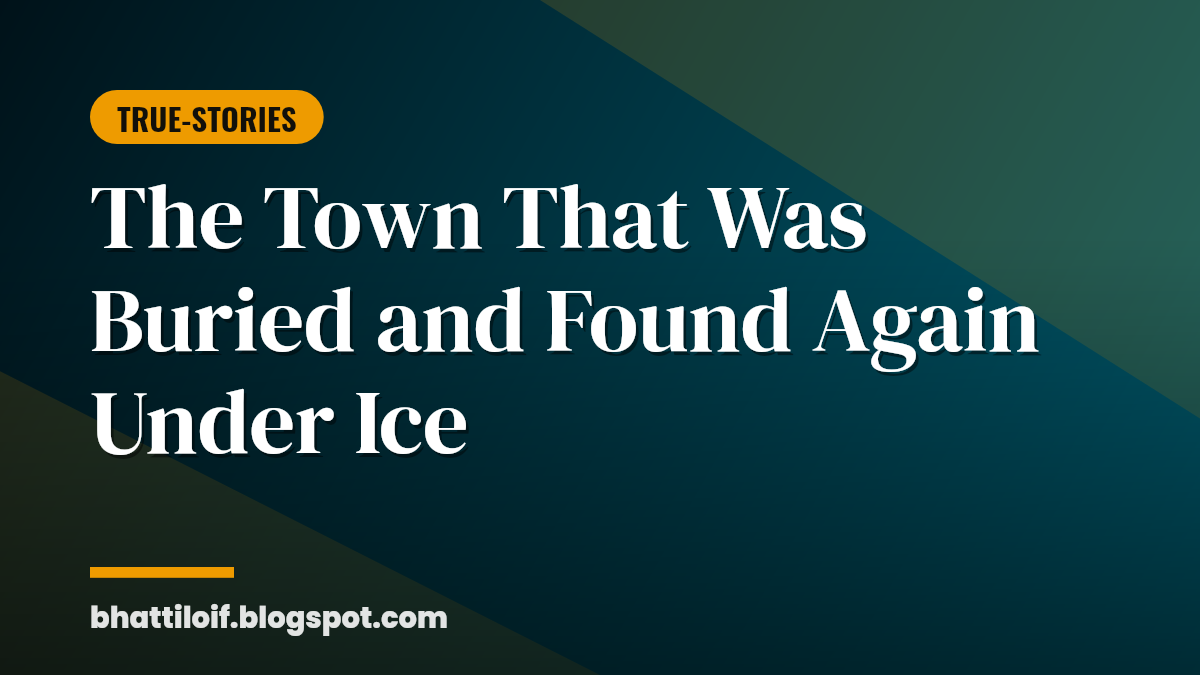 TRUE-STORIES
The Town That Was
Buried and Found Again
Under Ice
bhattiloif.blogspot.com